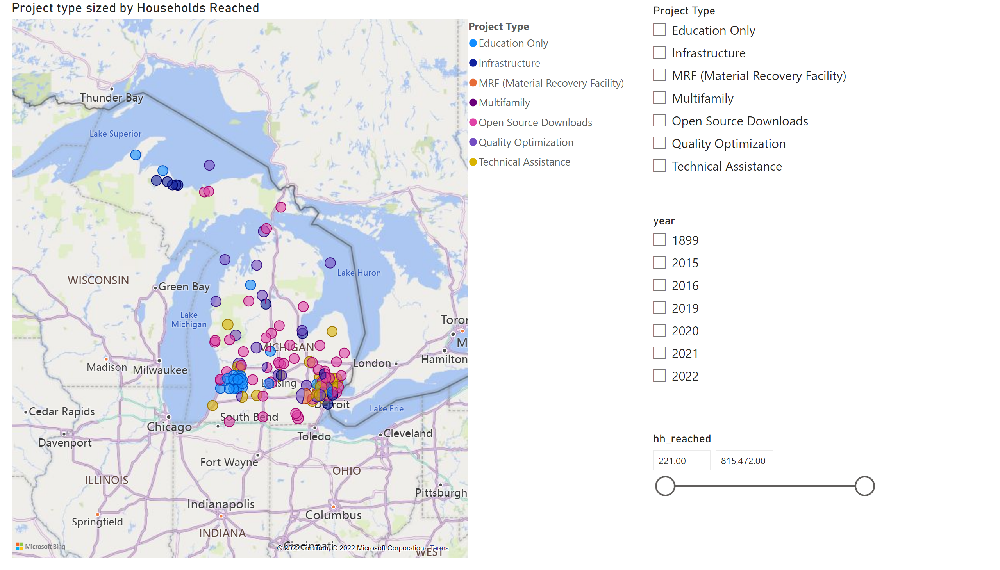 Project type sized by Households Reached
Thunder Bay
Lake Superior
WISCONSIN
Green Bay
Lake Huron
Lake
Michigan
Toron
MICHIGAN
M
Hamilton
London
Madison
Milwaukee
Lansing
Detroit
Lake Erie
Cedar Rapids
South Bend
Chicago
Toledo
Cleveland
Davenport
Fort Wayne
OHIO
ILLINOIS
Pittsburgh
Indianapolis
Columbus
Springfield
INDIANA
Cincinnati
Microsoft Bing
© 2022 TomTom, © 2022 Microsoft Corporation Terms
WEST
Project Type
Education Only
Infrastructure
MRF (Material Recovery Facility)
Multifamily
Open Source Downloads
Quality Optimization
Technical Assistance
Project Type
Education Only
Infrastructure
MRF (Material Recovery Facility)
Multifamily
Open Source Downloads
Quality Optimization
Technical Assistance
year
1899
2015
2016
2019
2020
2021
2022
hh_reached
221.00 815,472.00